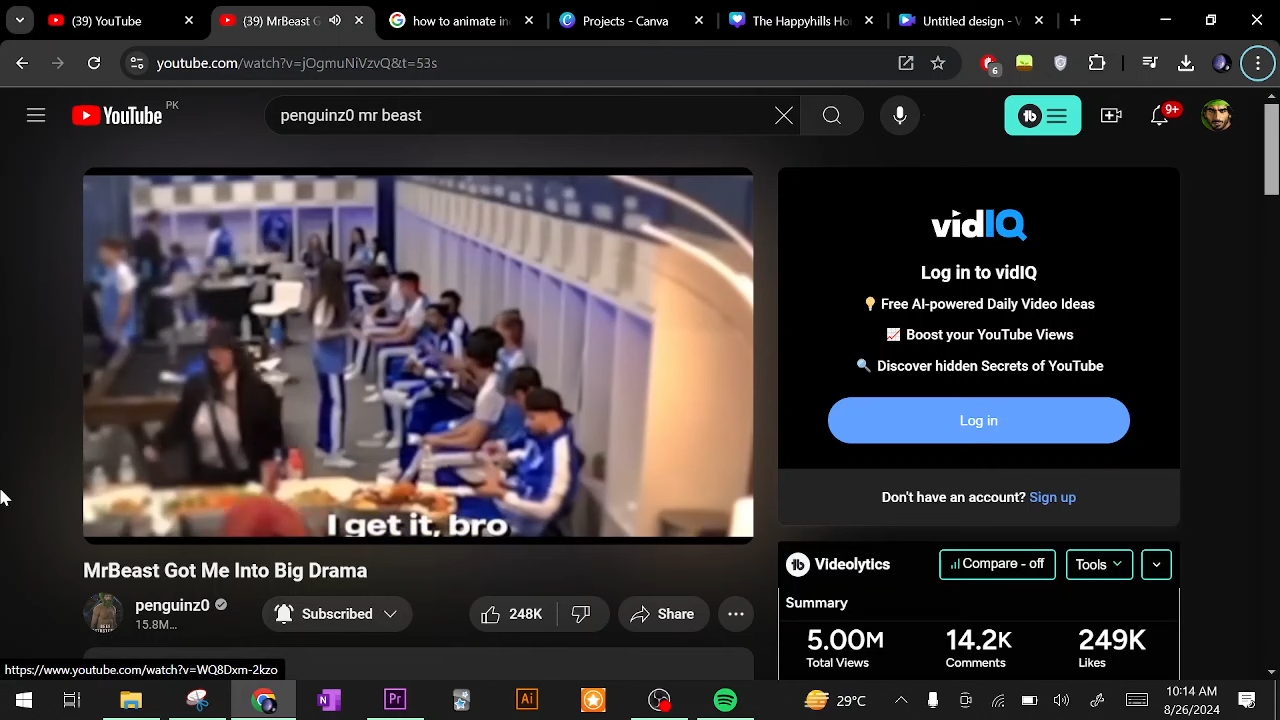 (39) YouTube
(39) MrBeast G
how to animate in
Projects - Canva
The Happyhills Ho
Untitled design - V
youtube.com/watch?v=jOgmuNiVzvQ&t=53s
6
YouTube PK
penguinz0 mr beast
9+
vidIQ
Log in to vidIQ
Free AI-powered Daily Video Ideas
Boost your YouTube Views
Discover hidden Secrets of YouTube
Log in
Don't have an account? Sign up
I get it, bro
MrBeast Got Me Into Big Drama
penguinz0
15.8M...
Subscribed
248K
Share
Videolytics
Compare - off
Tools
Summary
5.00M
14.2K
249K
Total Views
Comments
Likes
https://www.youtube.com/watch?v=WQ8Dxm-2kzo
N
Pr
Ai
29°C
10:14 AM
8/26/2024